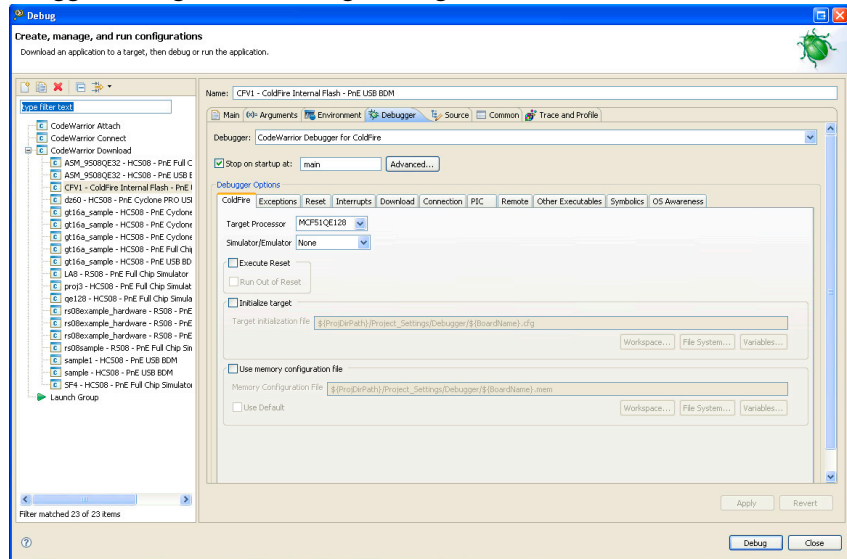 Debug
Create, manage, and run configurations
Download an application to a target, then debug or run the application.
type filter text
CodeWarrior Attach
CodeWarrior Connect
CodeWarrior Download
ASM_9S08QE32 - HCS08 - PnE Full C
ASM_9S08QE32 - HCS08 - PnE USB E
CFV1 - ColdFire Internal Flash - PnE
dz60 - HCS08 - PnE Cyclone PRO USI
gt16a_sample - HCS08 - PnE Cyclone
gt16a_sample - HCS08 - PnE Cyclone
gt16a_sample - HCS08 - PnE Cyclone
gt16a_sample - HCS08 - PnE Full Chip
gt16a_sample - HCS08 - PnE USB BD
LA8 - RS08 - PnE Full Chip Simulator
proj3 - HCS08 - PnE Full Chip Simulat
qe128 - HCS08 - PnE Full Chip Simula
rs08example_hardware - RS08 - PnE
rs08example_hardware - RS08 - PnE
rs08example_hardware - RS08 - PnE
rs08sample - RS08 - PnE Full Chip Sin
sample1 - HCS08 - PnE USB BDM
sample - HCS08 - PnE USB BDM
SF4 - HCS08 - PnE Full Chip Simulator
Launch Group
Filter matched 23 of 23 items
Name: CFV1 - ColdFire Internal Flash - PnE USB BDM
Main Arguments Environment Debugger Source Common Trace and Profile
Debugger: CodeWarrior Debugger for ColdFire
Stop on startup at: main Advanced...
Debugger Options
ColdFire Exceptions Reset Interrupts Download Connection PIC Remote Other Executables Symbolics OS Awareness
Target Processor MCF51QE128
Simulator/Emulator None
Execute Reset
Run Out of Reset
Initialize target
Target initialization file ${ProjDirPath}/Project_Settings/Debugger/${BoardName}.cfg
Workspace... File System... Variables...
Use memory configuration file
Memory Configuration File ${ProjDirPath}/Project_Settings/Debugger/${BoardName}.mem
Use Default Workspace... File System... Variables...
Apply Revert
Debug Close